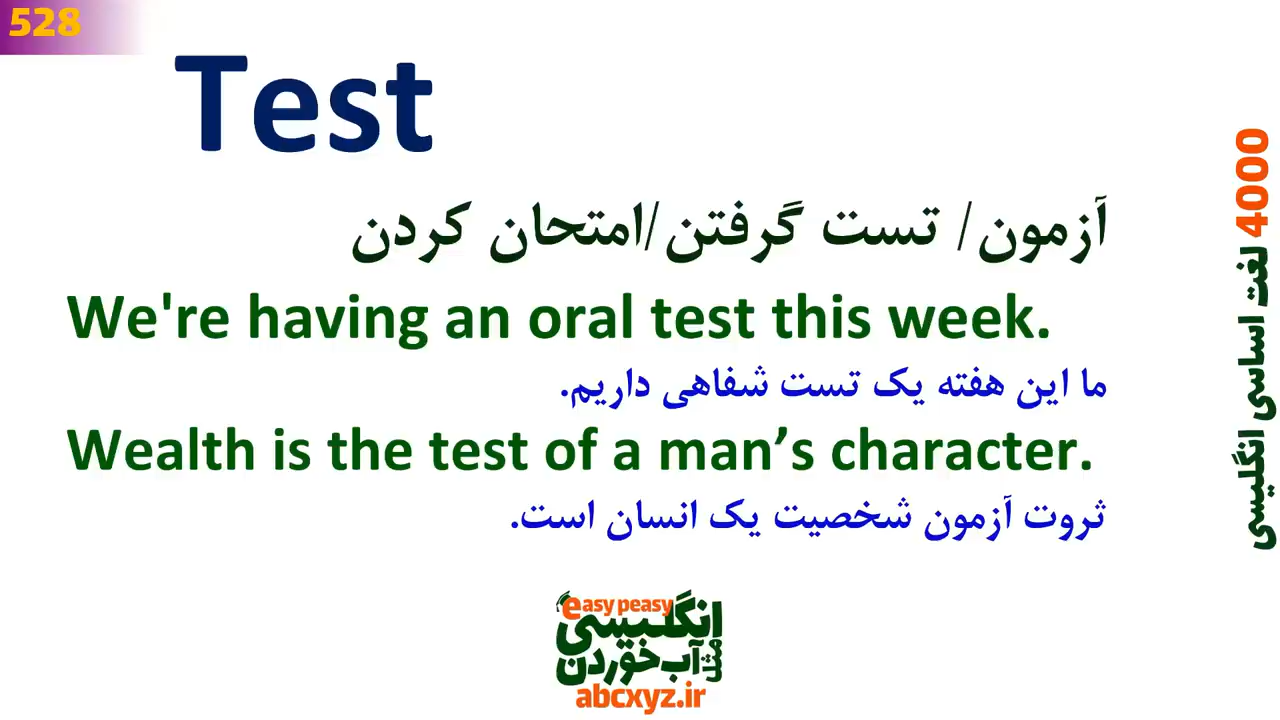 528
Test
آزمون/ تست گرفتن/امتحان کردن
We're having an oral test this week.
ما این هفته یک تست شفاهی داریم.
Wealth is the test of a man’s character.
ثروت آزمون شخصیت یک انسان است.
4000 لغت اساسی انگلیسی
easy peasy
انگلیسی
مثل آب خوردن
abcxyz.ir